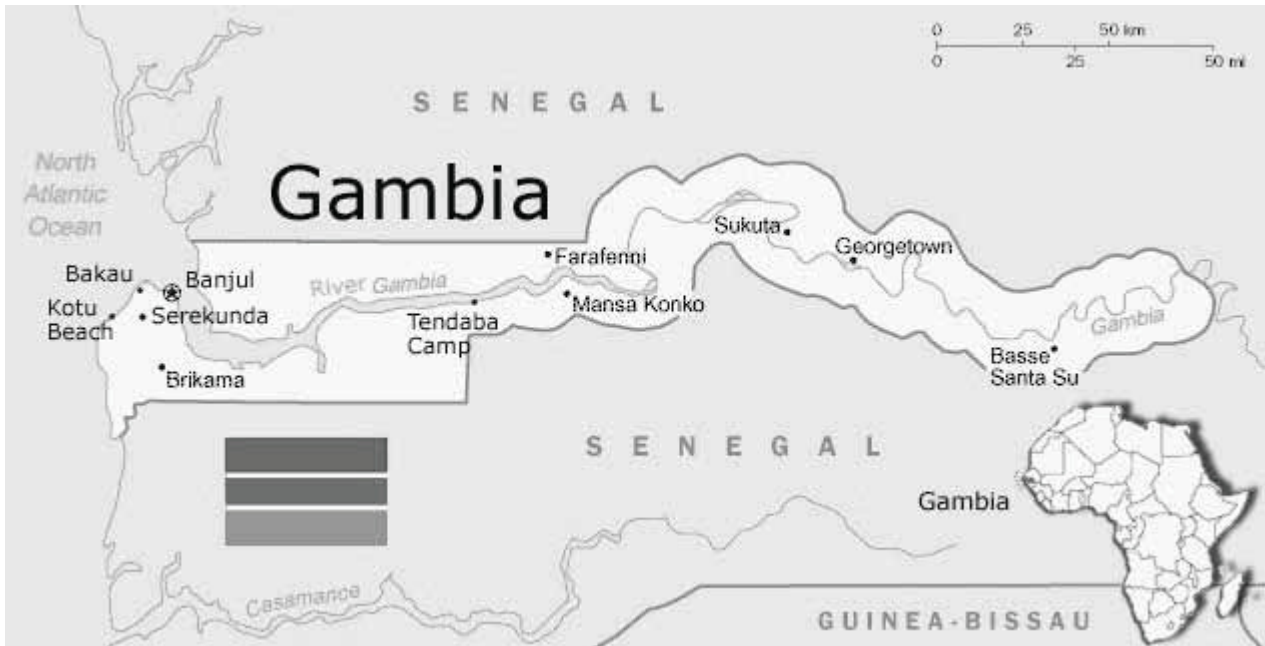 0 25 50 km
0 25 50 mi
SENEGAL
North
Atlantic
Ocean
Gambia
Sukuta
Georgetown
Farafenni
Bakau
Banjul
River Gambia
Kotu
Beach
Serekunda
Tendaba
Camp
Mansa Konko
Gambia
Basse
Santa Su
Brikama
SENEGAL
Gambia
Casamance
GUINEA-BISSAU